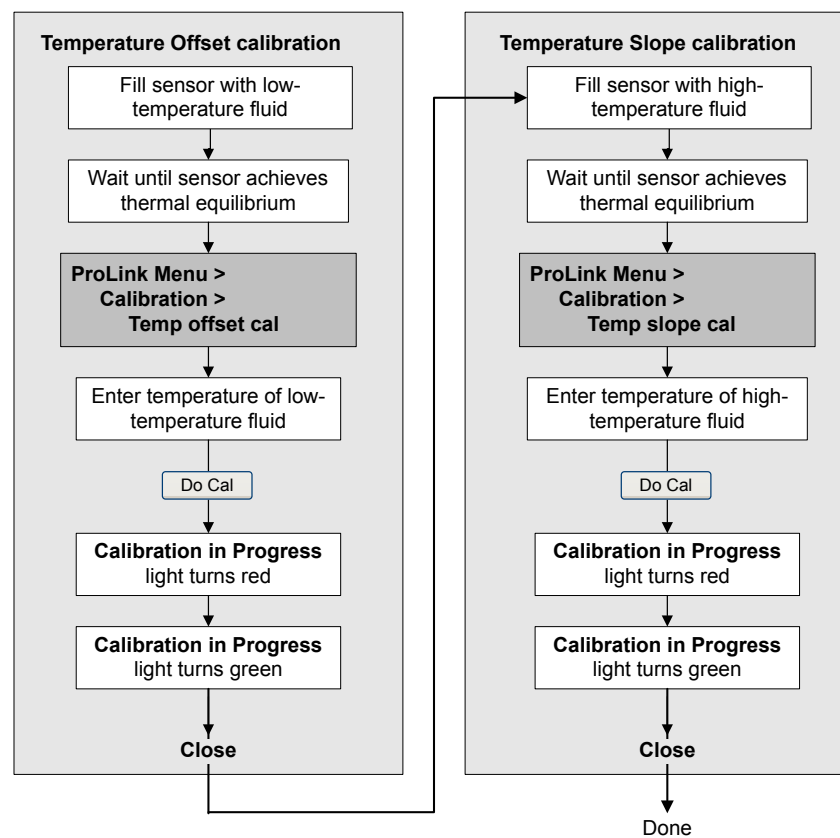 Temperature Offset calibration
Fill sensor with low-
temperature fluid
Wait until sensor achieves
thermal equilibrium
ProLink Menu >
Calibration >
Temp offset cal
Enter temperature of low-
temperature fluid
Do Cal
Calibration in Progress
light turns red
Calibration in Progress
light turns green
Close
Temperature Slope calibration
Fill sensor with high-
temperature fluid
Wait until sensor achieves
thermal equilibrium
ProLink Menu >
Calibration >
Temp slope cal
Enter temperature of high-
temperature fluid
Do Cal
Calibration in Progress
light turns red
Calibration in Progress
light turns green
Close
Done